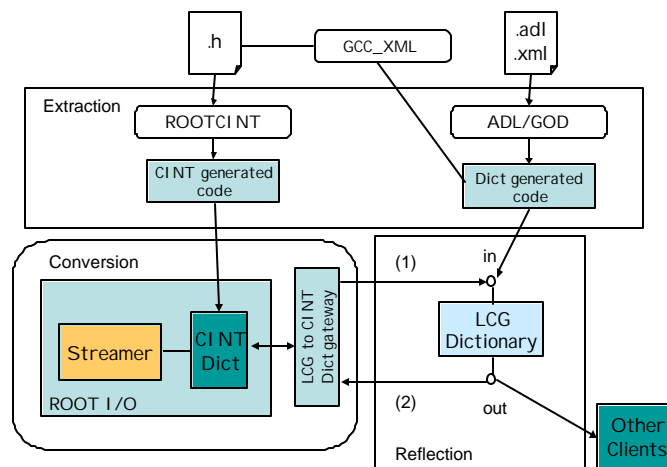 .h
GCC_XML
.adl
.xml
Extraction
ROOTCINT
ADL/GOD
CINT generated
code
Dict generated
code
Conversion
(1)
in
LCG to CINT
Dict gateway
CINT
Dict
Streamer
LCG
Dictionary
ROOT I/O
(2)
out
Reflection
Other
Clients